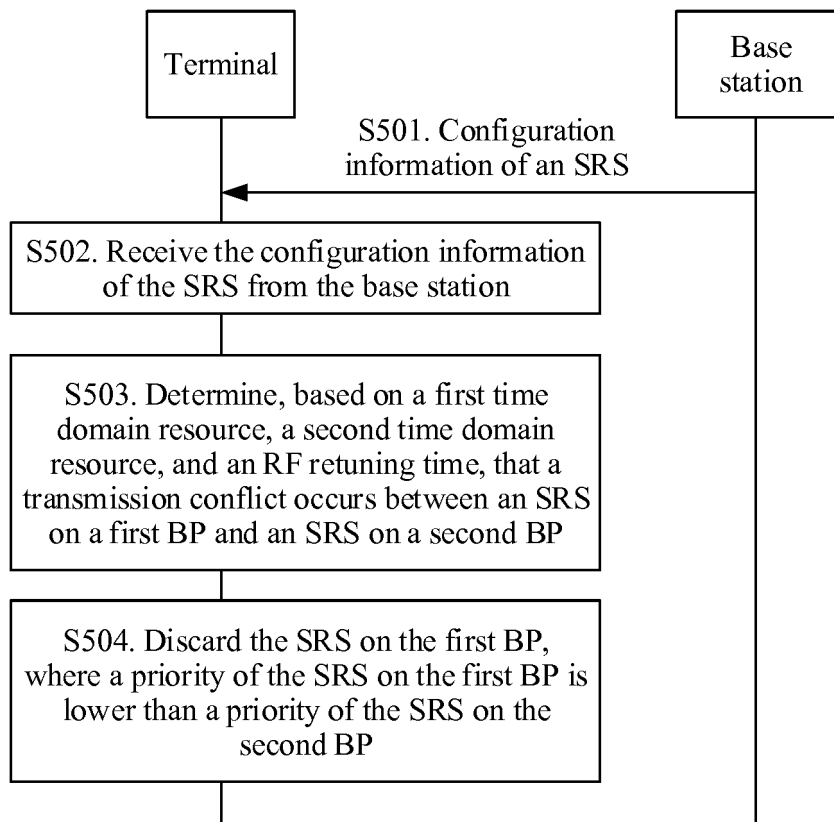 Terminal
Base
station
S501. Configuration
information of an SRS
S502. Receive the configuration information
of the SRS from the base station
S503. Determine, based on a first time
domain resource, a second time domain
resource, and an RF retuning time, that a
transmission conflict occurs between an SRS
on a first BP and an SRS on a second BP
S504. Discard the SRS on the first BP,
where a priority of the SRS on the first BP is
lower than a priority of the SRS on the
second BP